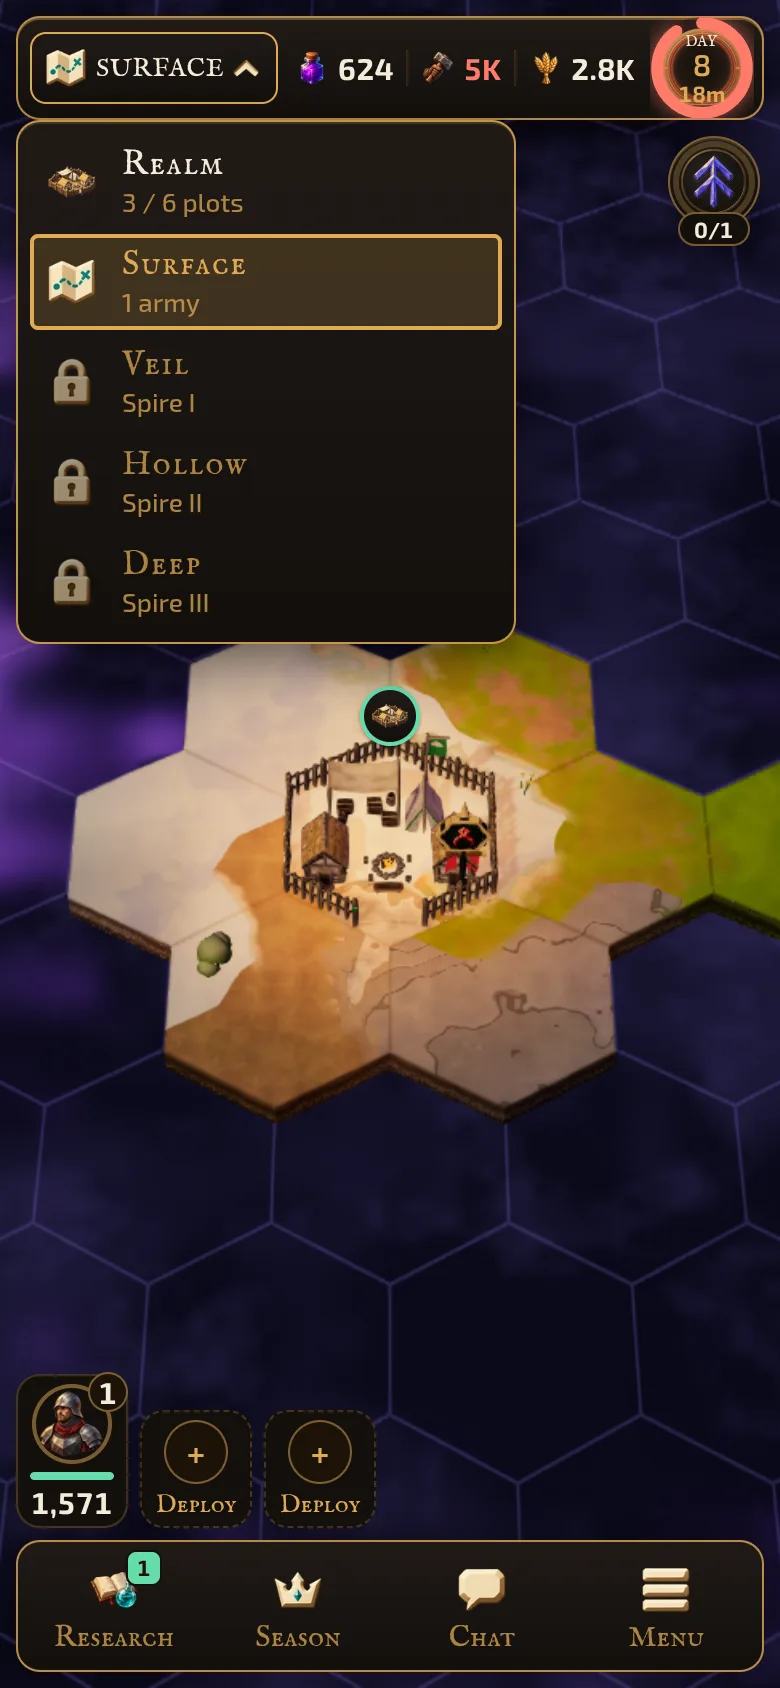 SURFACE
624
5K
2.8K
DAY
8
18m
REALM
3 / 6 plots
0/1
SURFACE
1 army
VEIL
Spire I
HOLLOW
Spire II
DEEP
Spire III
1
1,571
+
DEPLOY
+
DEPLOY
1
RESEARCH
SEASON
CHAT
MENU